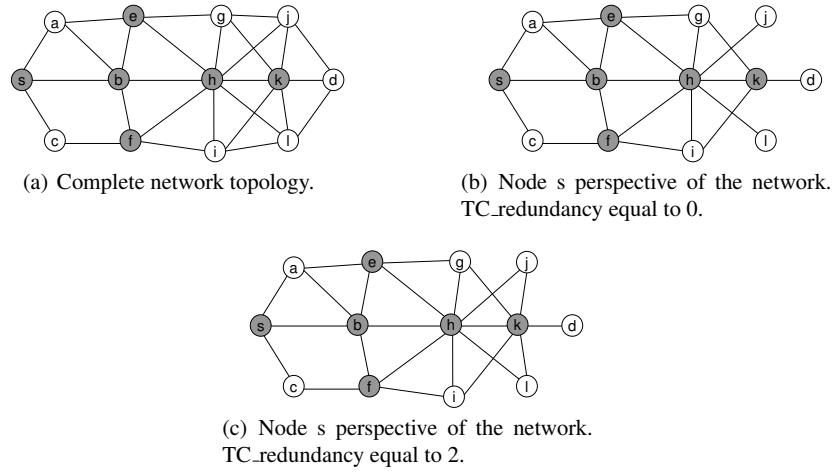 a e g j
s b h k d
c f i l
(a) Complete network topology.
a e g j
s b h k d
c f i l
(b) Node s perspective of the network.
TC_redundancy equal to 0.
a e g j
s b h k d
c f i l
(c) Node s perspective of the network.
TC_redundancy equal to 2.